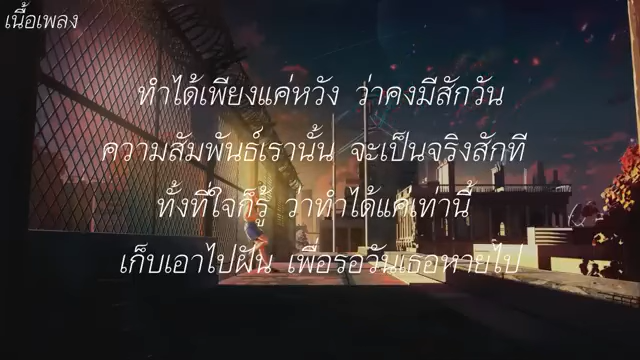 เนื้อเพลง
ทำได้เพียงแค่หวัง ว่าคงมีสักวัน
ความสัมพันธ์เรานั้น จะเป็นจริงสักที
ทั้งที่ใจก็รู้ ว่าทำได้แค่เท่านี้
เก็บเอาไปฝัน เพื่อรอวันเธอหายไป